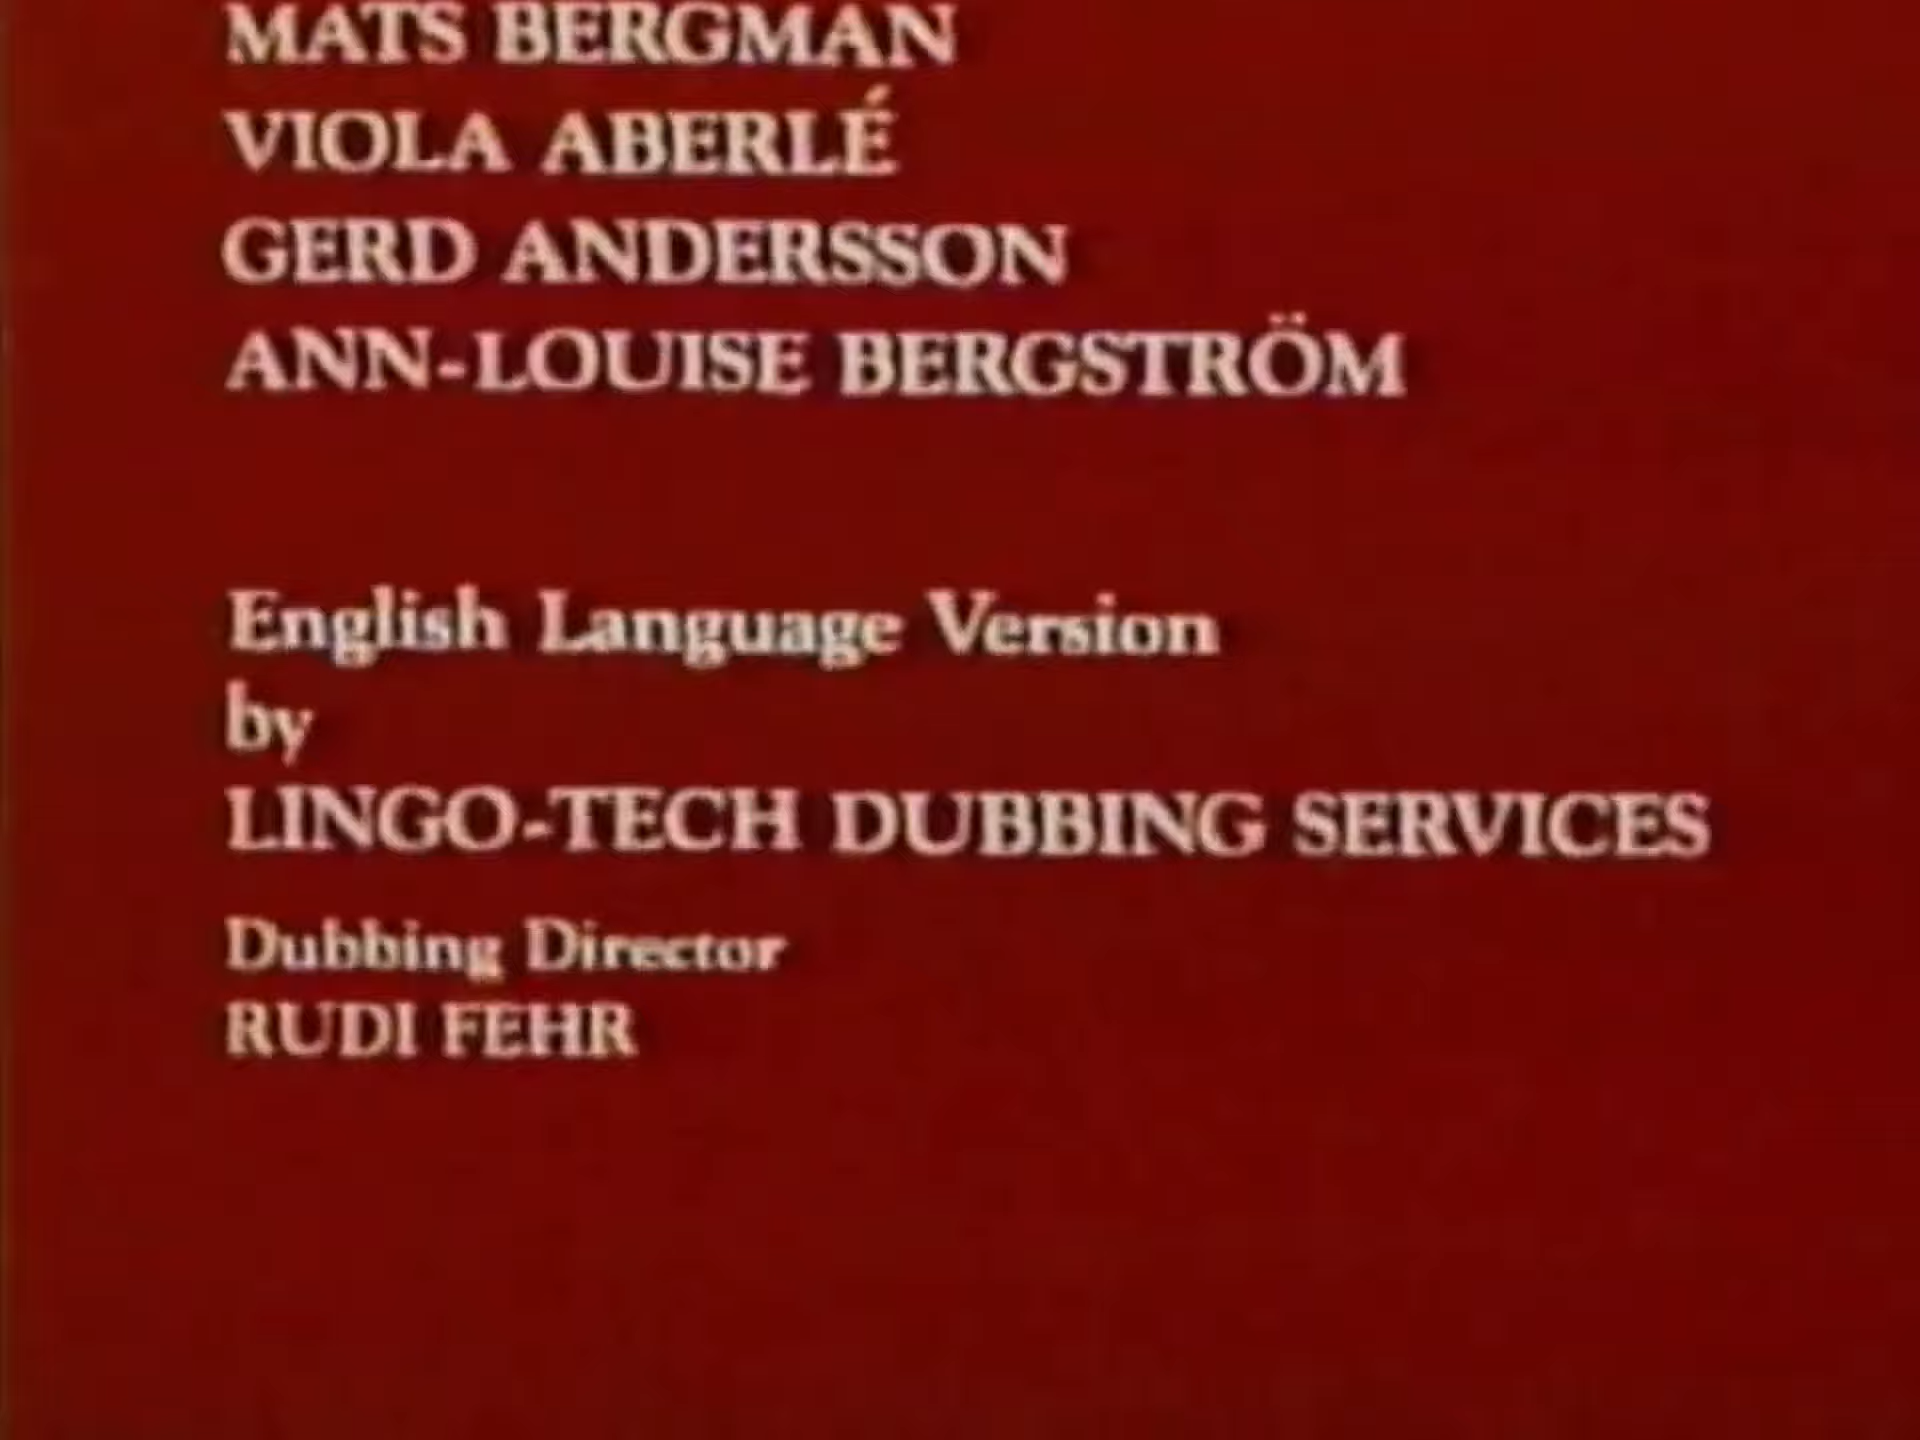 MATS BERGMAN
VIOLA ABERLÉ
GERD ANDERSSON
ANN-LOUISE BERGSTRÖM
English Language Version
by
LINGO-TECH DUBBING SERVICES
Dubbing Director
RUDI FEHR